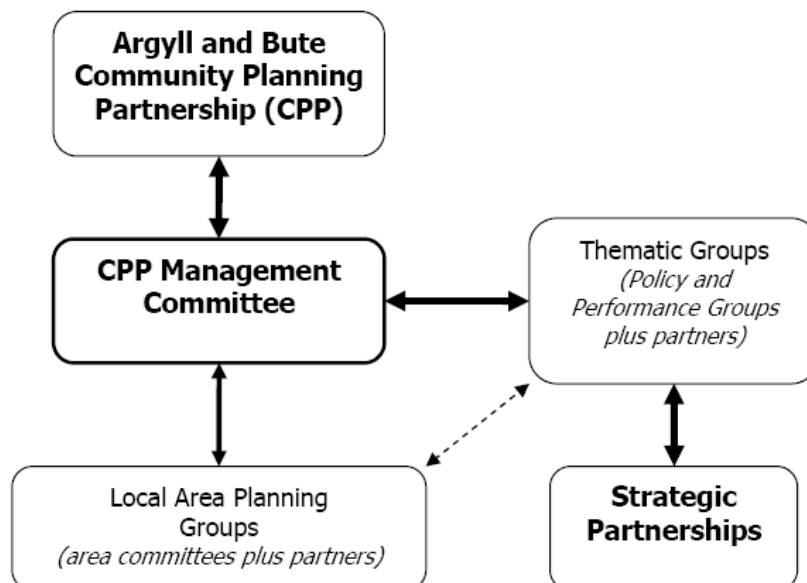 Argyll and Bute
Community Planning
Partnership (CPP)
CPP Management
Committee
Thematic Groups
(Policy and
Performance Groups
plus partners)
Local Area Planning
Groups
(area committees plus partners)
Strategic
Partnerships